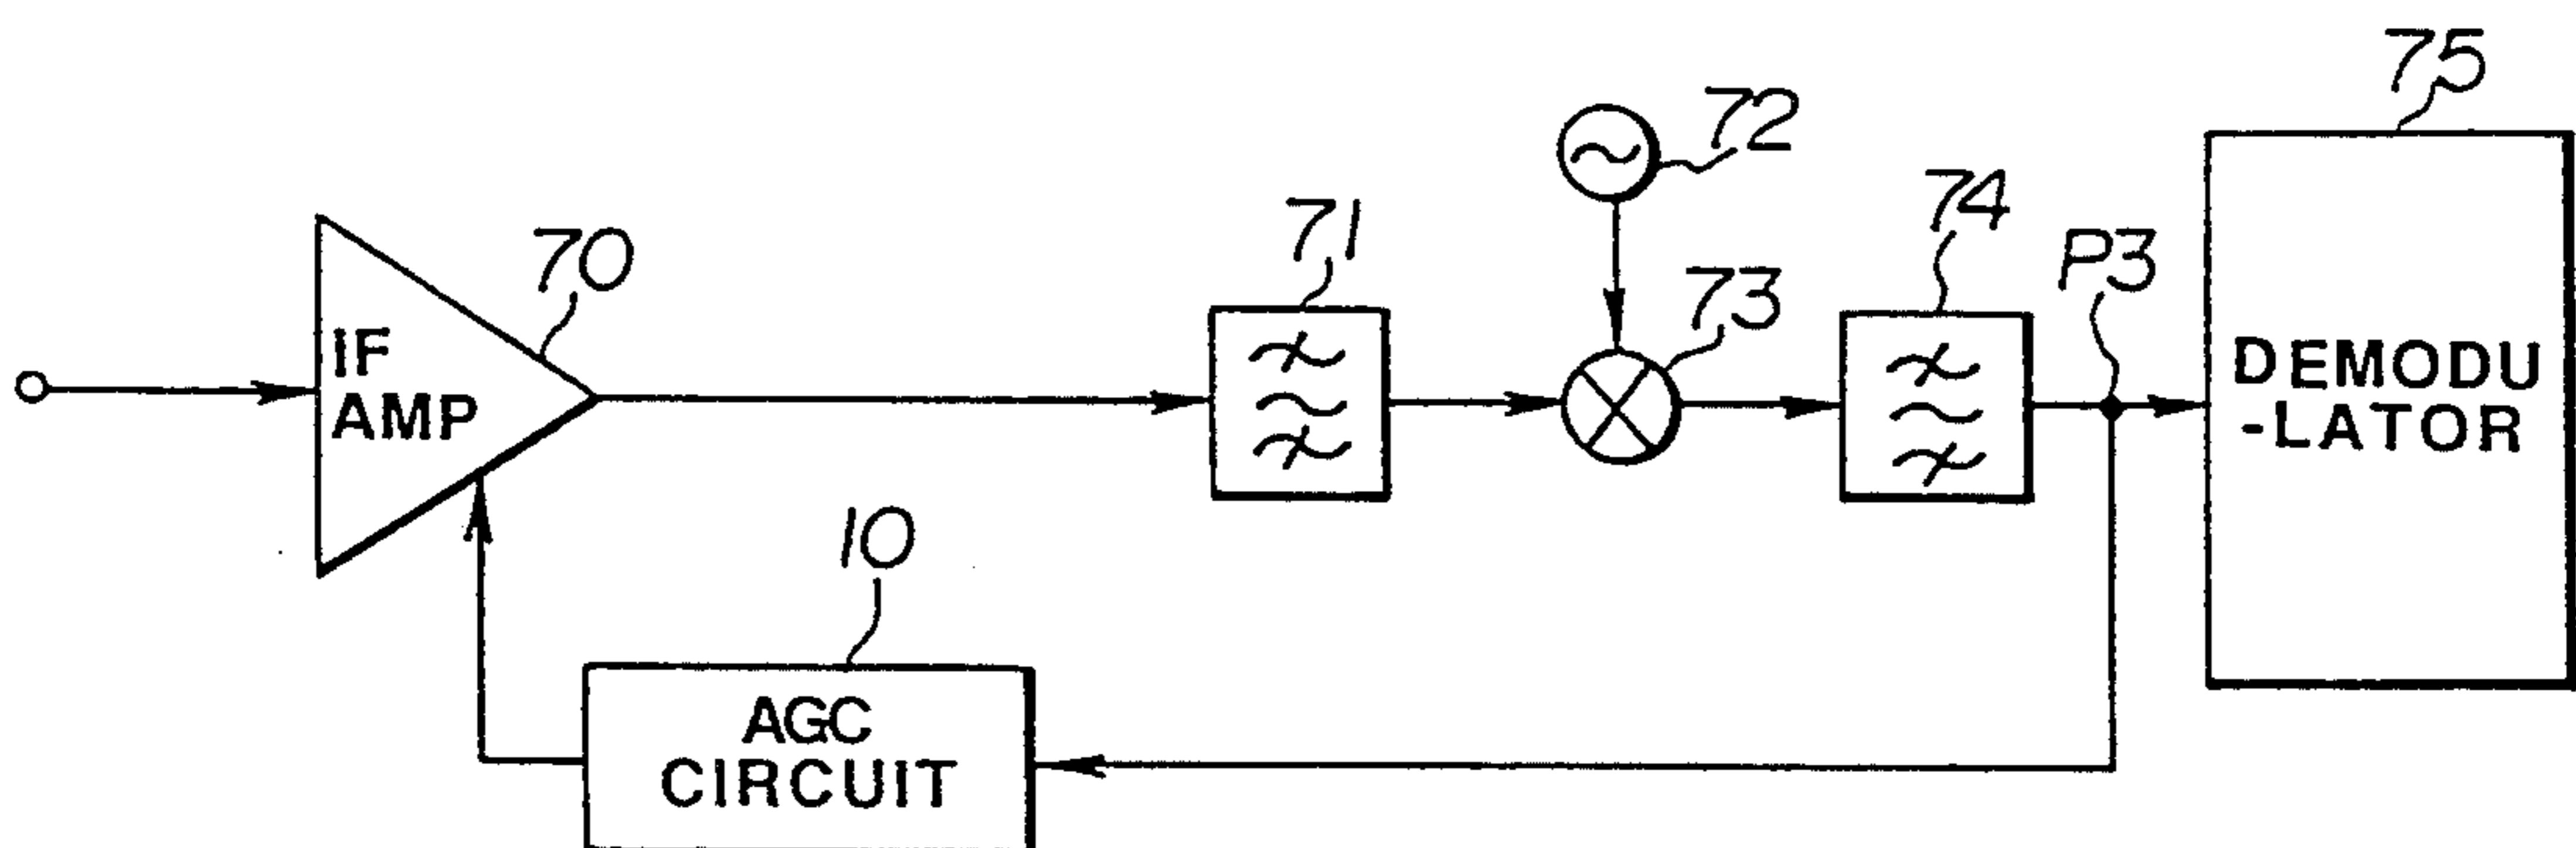 75
72
74
71
70
P3
73
IF
AMP
DEMODU
-LATOR
10
AGC
CIRCUIT